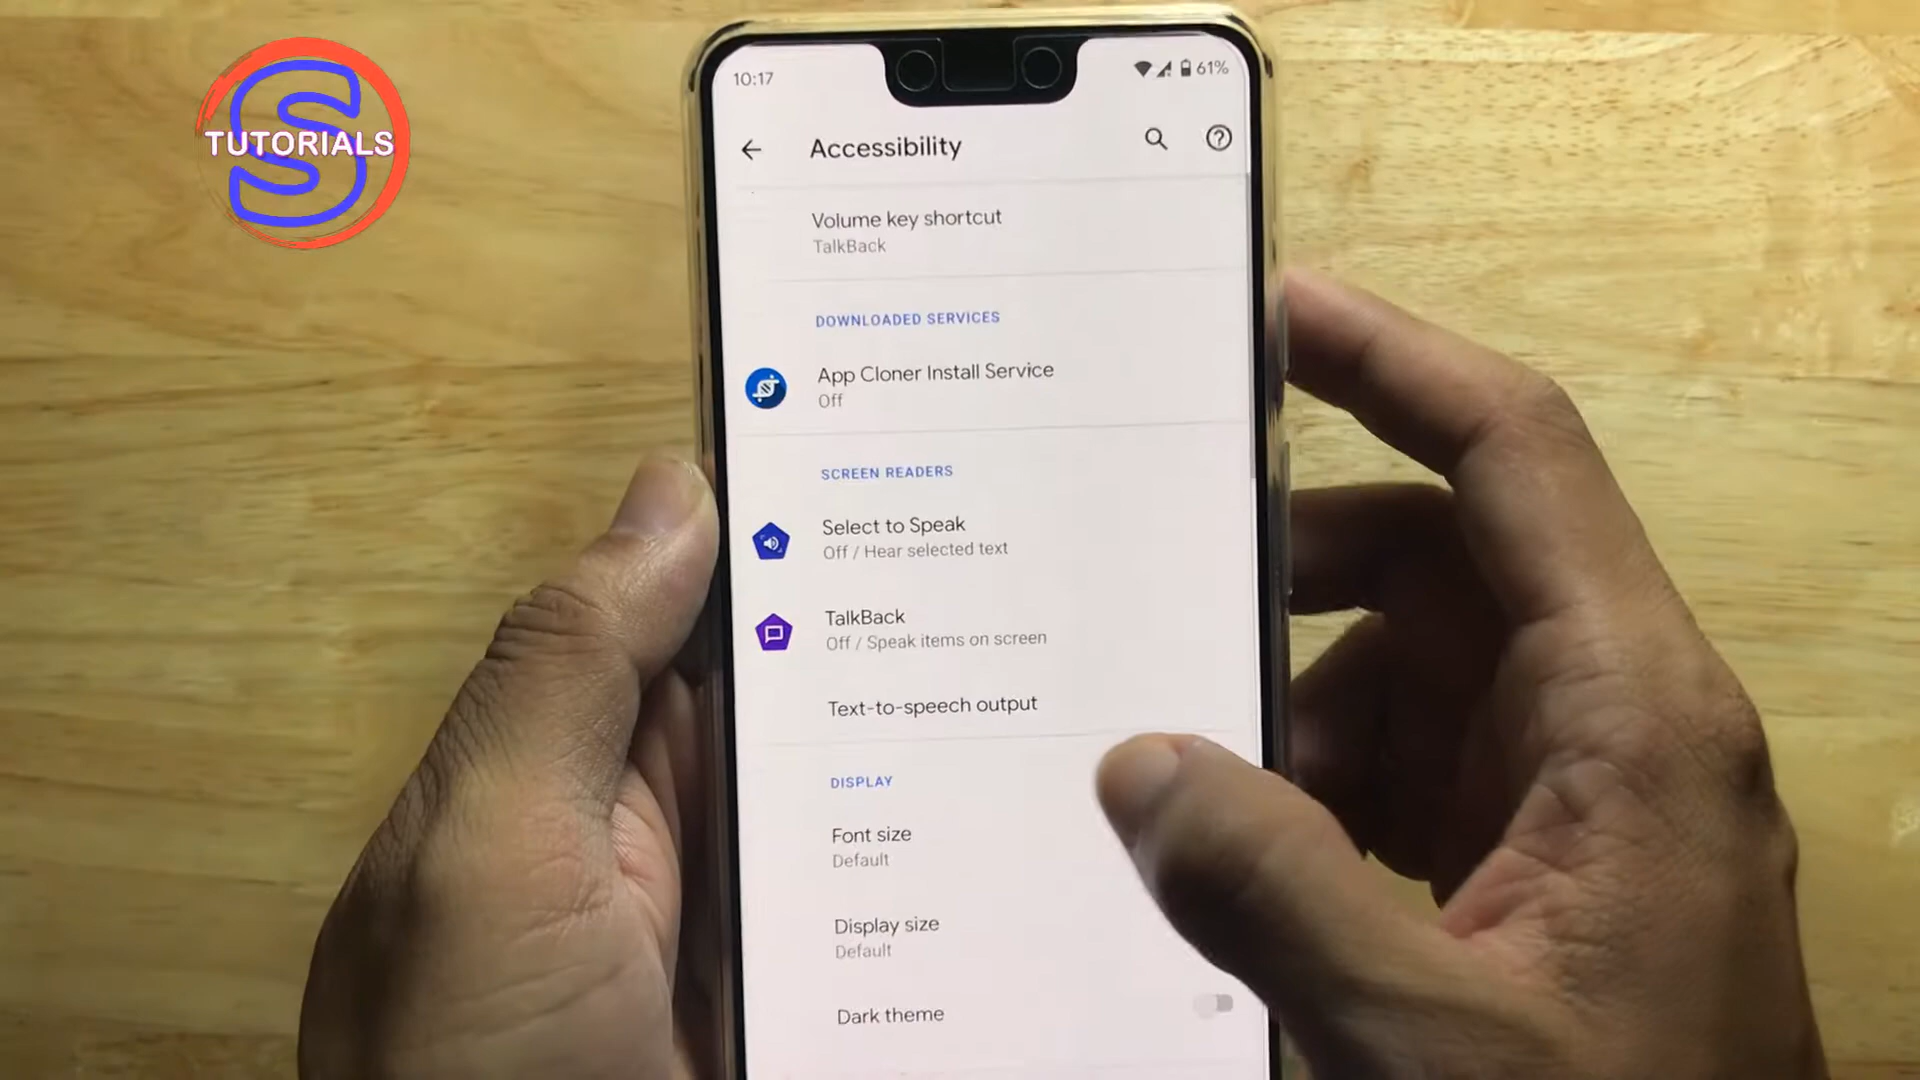 S
TUTORIALS
10:17
61%
Accessibility
Volume key shortcut
TalkBack
DOWNLOADED SERVICES
App Cloner Install Service
Off
SCREEN READERS
Select to Speak
Off / Hear selected text
TalkBack
Off / Speak items on screen
Text-to-speech output
DISPLAY
Font size
Default
Display size
Default
Dark theme